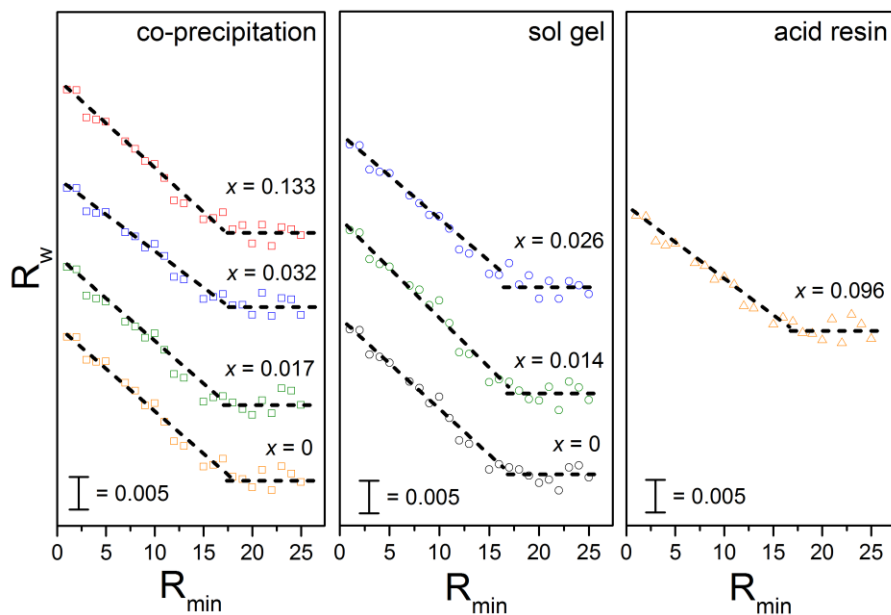 co-precipitation
x = 0.133
x = 0.032
x = 0.017
x = 0
= 0.005
0 5 10 15 20 25
R_min
R_w
sol gel
x = 0.026
x = 0.014
x = 0
= 0.005
0 5 10 15 20 25
R_min
acid resin
x = 0.096
= 0.005
0 5 10 15 20 25
R_min